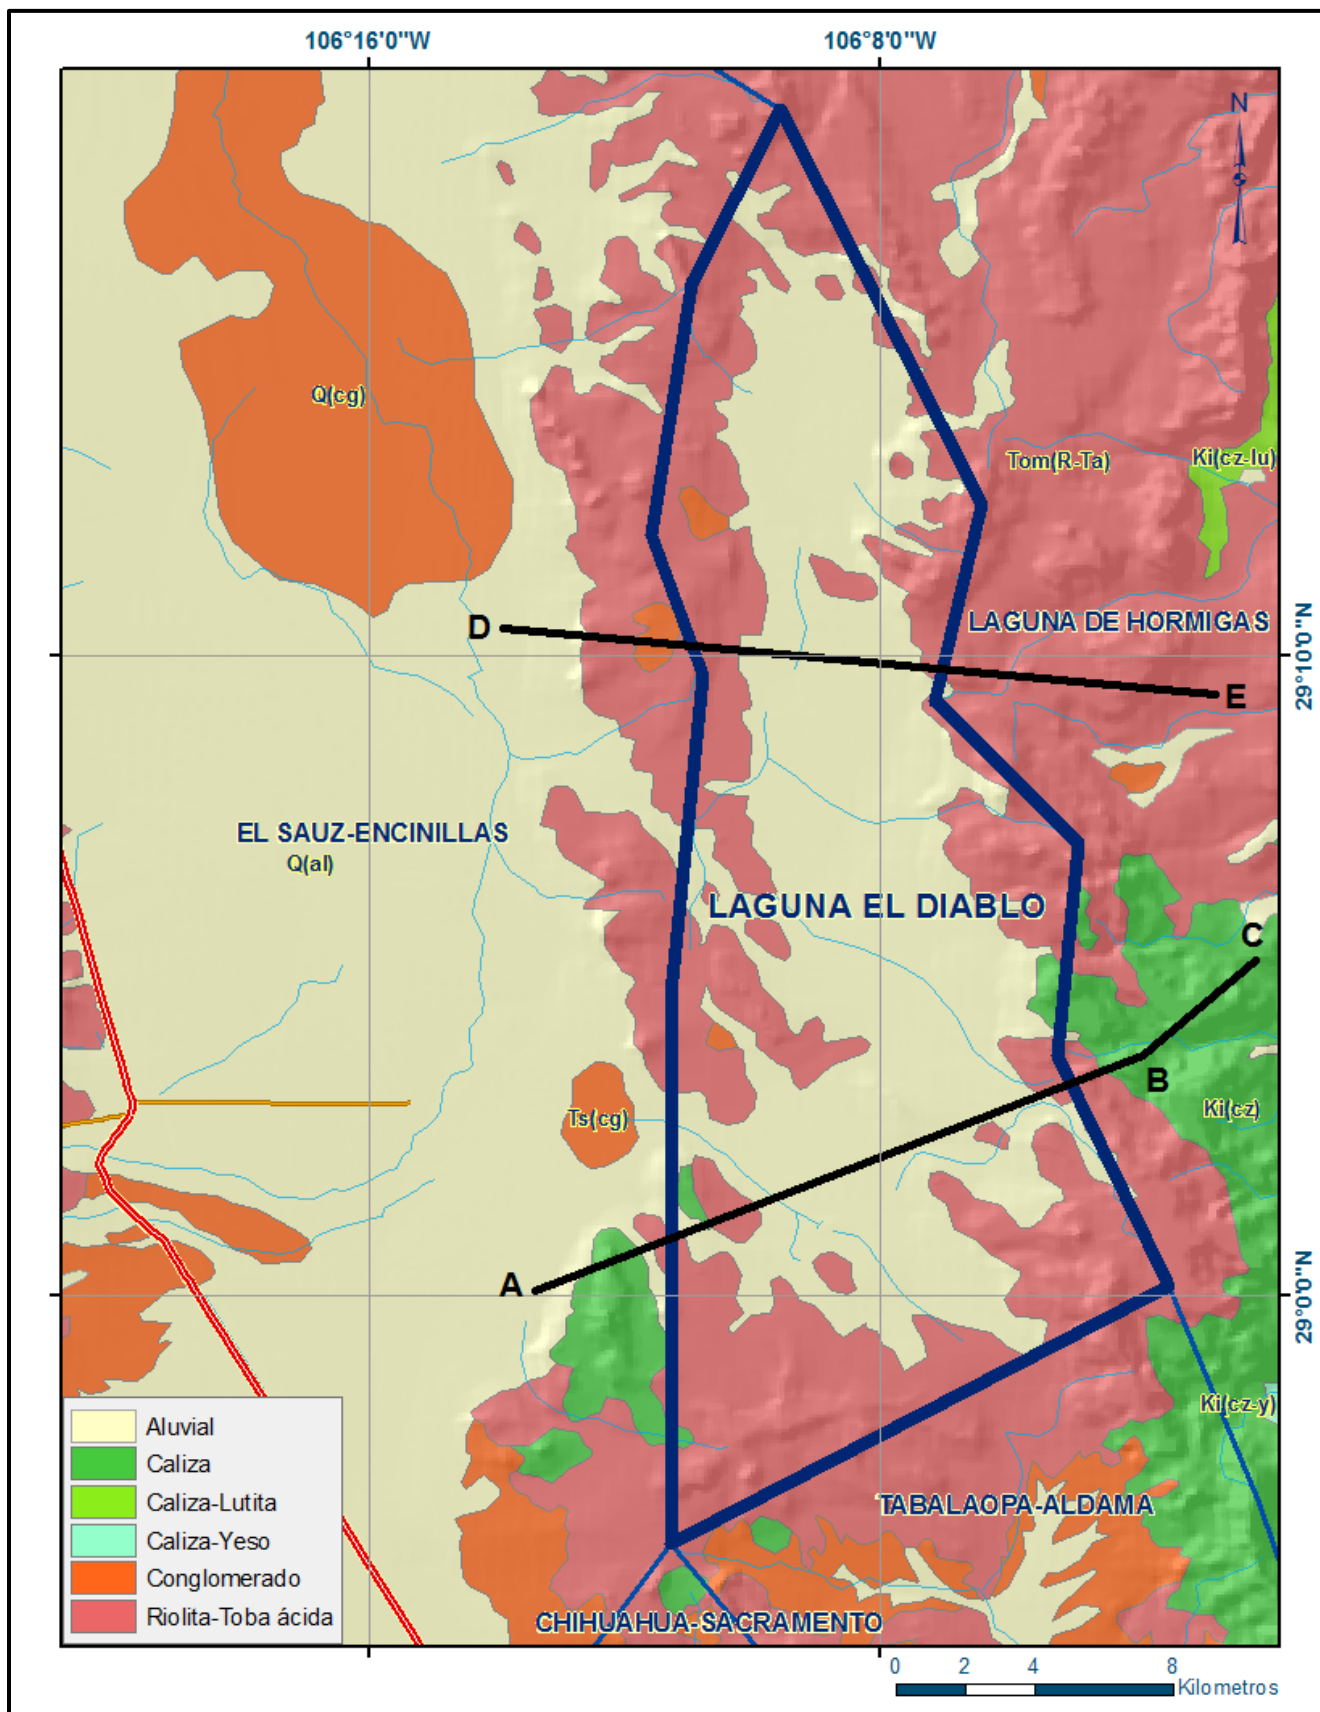 106°16'0"W
106°8'0"W
N
Q(cg)
Tom(R-Ta)
Ki(cz-lu)
D
LAGUNA DE HORMIGAS
29°10'0"N
E
EL SAUZ-ENCINILLAS
Q(al)
LAGUNA EL DIABLO
C
B
Ts(cg)
Ki(cz)
A
29°0'0"N
Ki(cz-y)
Aluvial
Caliza
Caliza-Lutita
Caliza-Yeso
Conglomerado
Riolita-Toba ácida
TABALAOPA-ALDAMA
CHIHUAHUA-SACRAMENTO
0 2 4 8
Kilometros